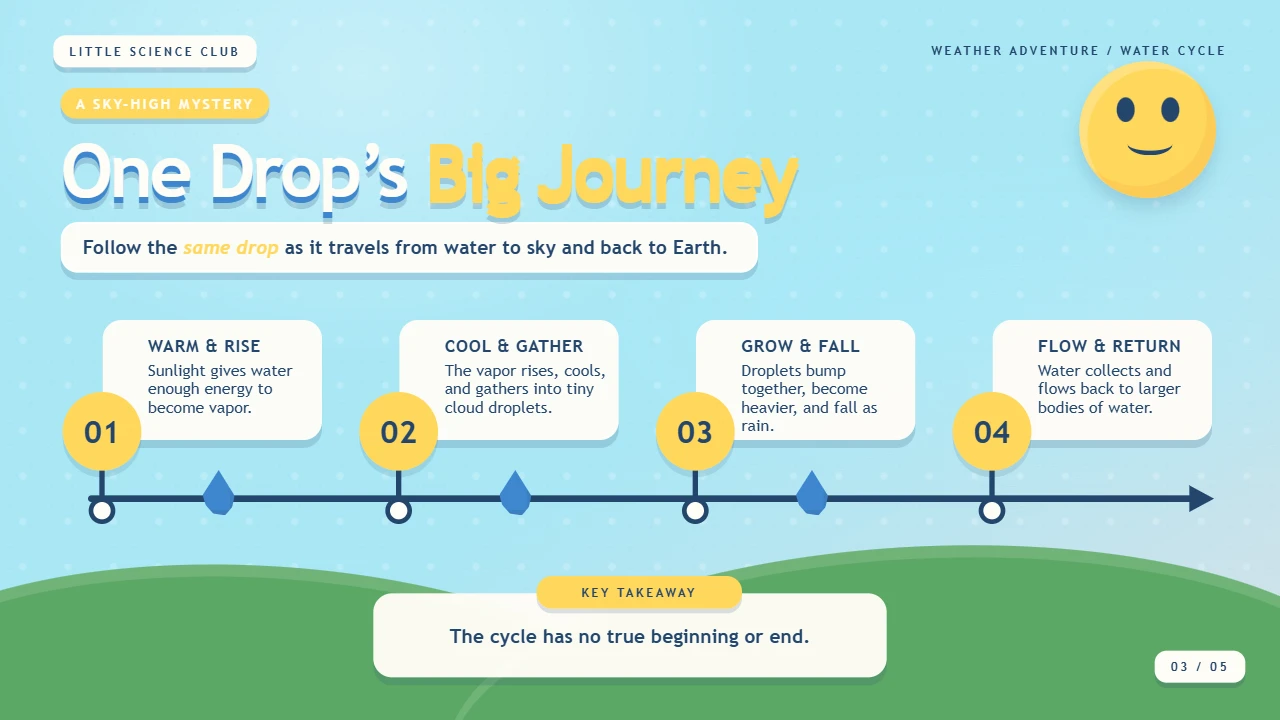 LITTLE SCIENCE CLUB
WEATHER ADVENTURE / WATER CYCLE
A SKY-HIGH MYSTERY
One Drop’s Big Journey
Follow the same drop as it travels from water to sky and back to Earth.
01
WARM & RISE
Sunlight gives water
enough energy to
become vapor.
02
COOL & GATHER
The vapor rises, cools,
and gathers into tiny
cloud droplets.
03
GROW & FALL
Droplets bump
together, become
heavier, and fall as
rain.
04
FLOW & RETURN
Water collects and
flows back to larger
bodies of water.
KEY TAKEAWAY
The cycle has no true beginning or end.
03 / 05